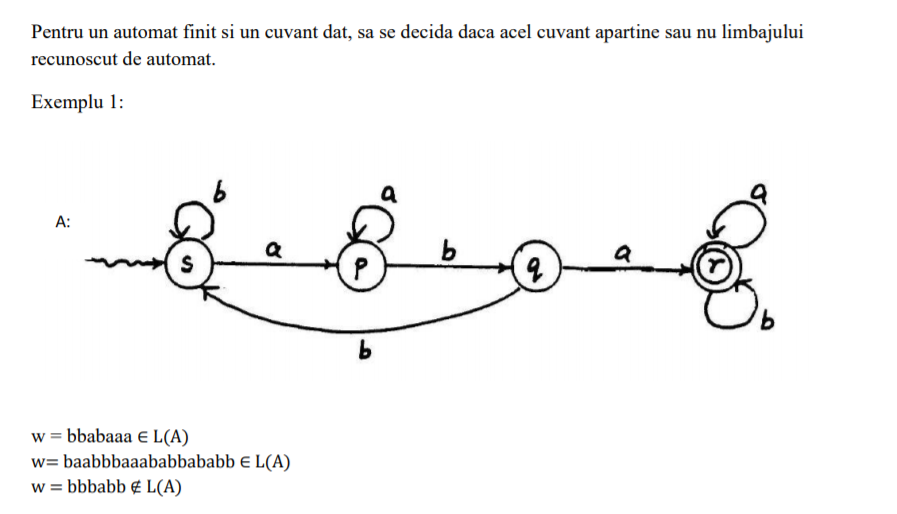 Pentru un automat finit si un cuvant dat, sa se decida daca acel cuvant apartine sau nu limbajului
recunoscut de automat.
Exemplu 1:
b
a
a
A:
s
a
p
b
q
a
r
b
b
w = bbabaaa ∈ L(A)
w= baabbbaaababbababb ∈ L(A)
w = bbbabb ∉ L(A)